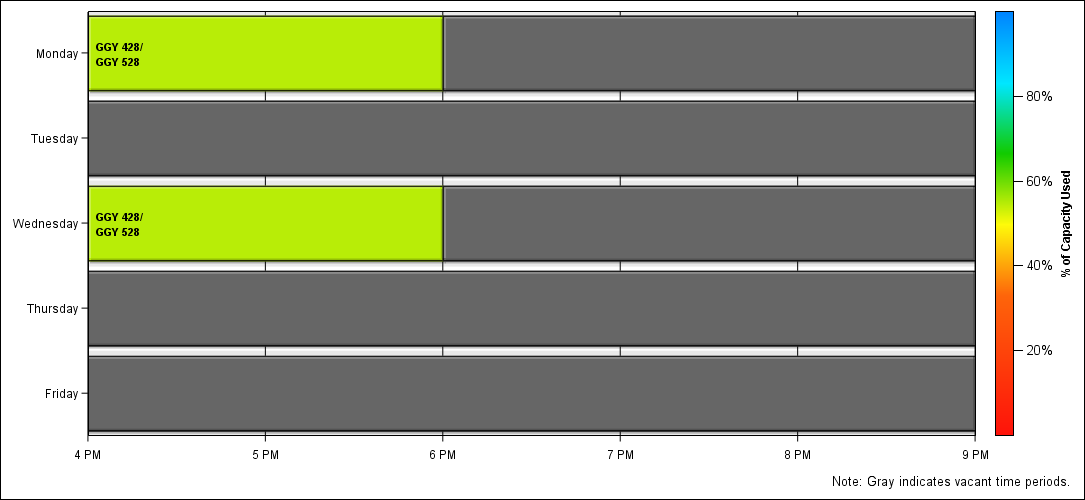 Monday
GGY 428/
GGY 528
Tuesday
Wednesday
GGY 428/
GGY 528
Thursday
Friday
4 PM
5 PM
6 PM
7 PM
8 PM
9 PM
80%
60%
40%
20%
% of Capacity Used
Note: Gray indicates vacant time periods.